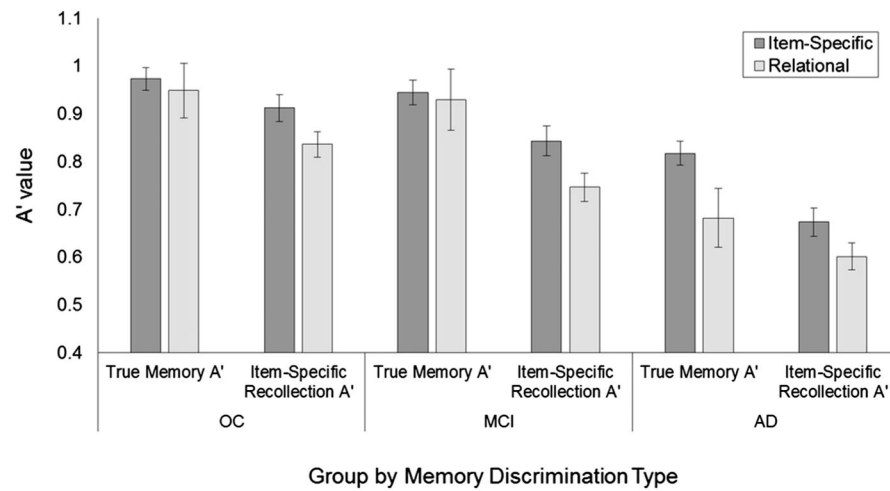 1.1
1
0.9
0.8
0.7
0.6
0.5
0.4
A' value
Item-Specific
Relational
True Memory A'
Item-Specific
Recollection A'
True Memory A'
Item-Specific
Recollection A'
True Memory A'
Item-Specific
Recollection A'
OC
MCI
AD
Group by Memory Discrimination Type